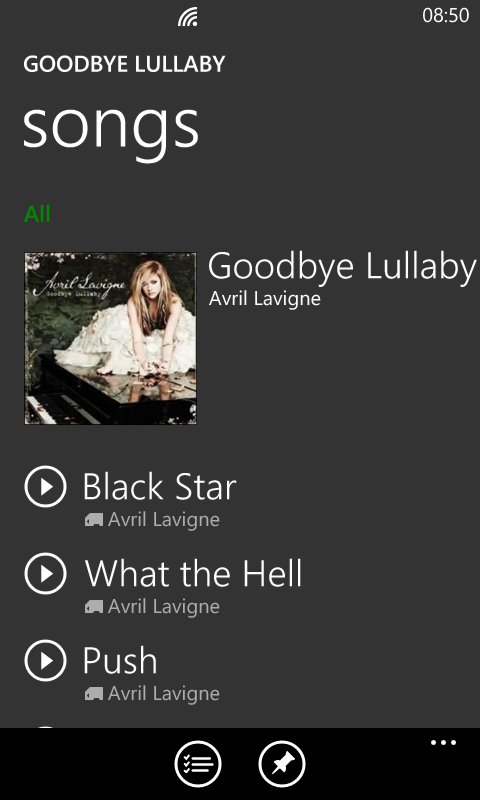 08:50
GOODBYE LULLABY
songs
All
Avril Lavigne
Goodbye Lullaby
Goodbye Lullaby
Avril Lavigne
Black Star
Avril Lavigne
What the Hell
Avril Lavigne
Push
Avril Lavigne